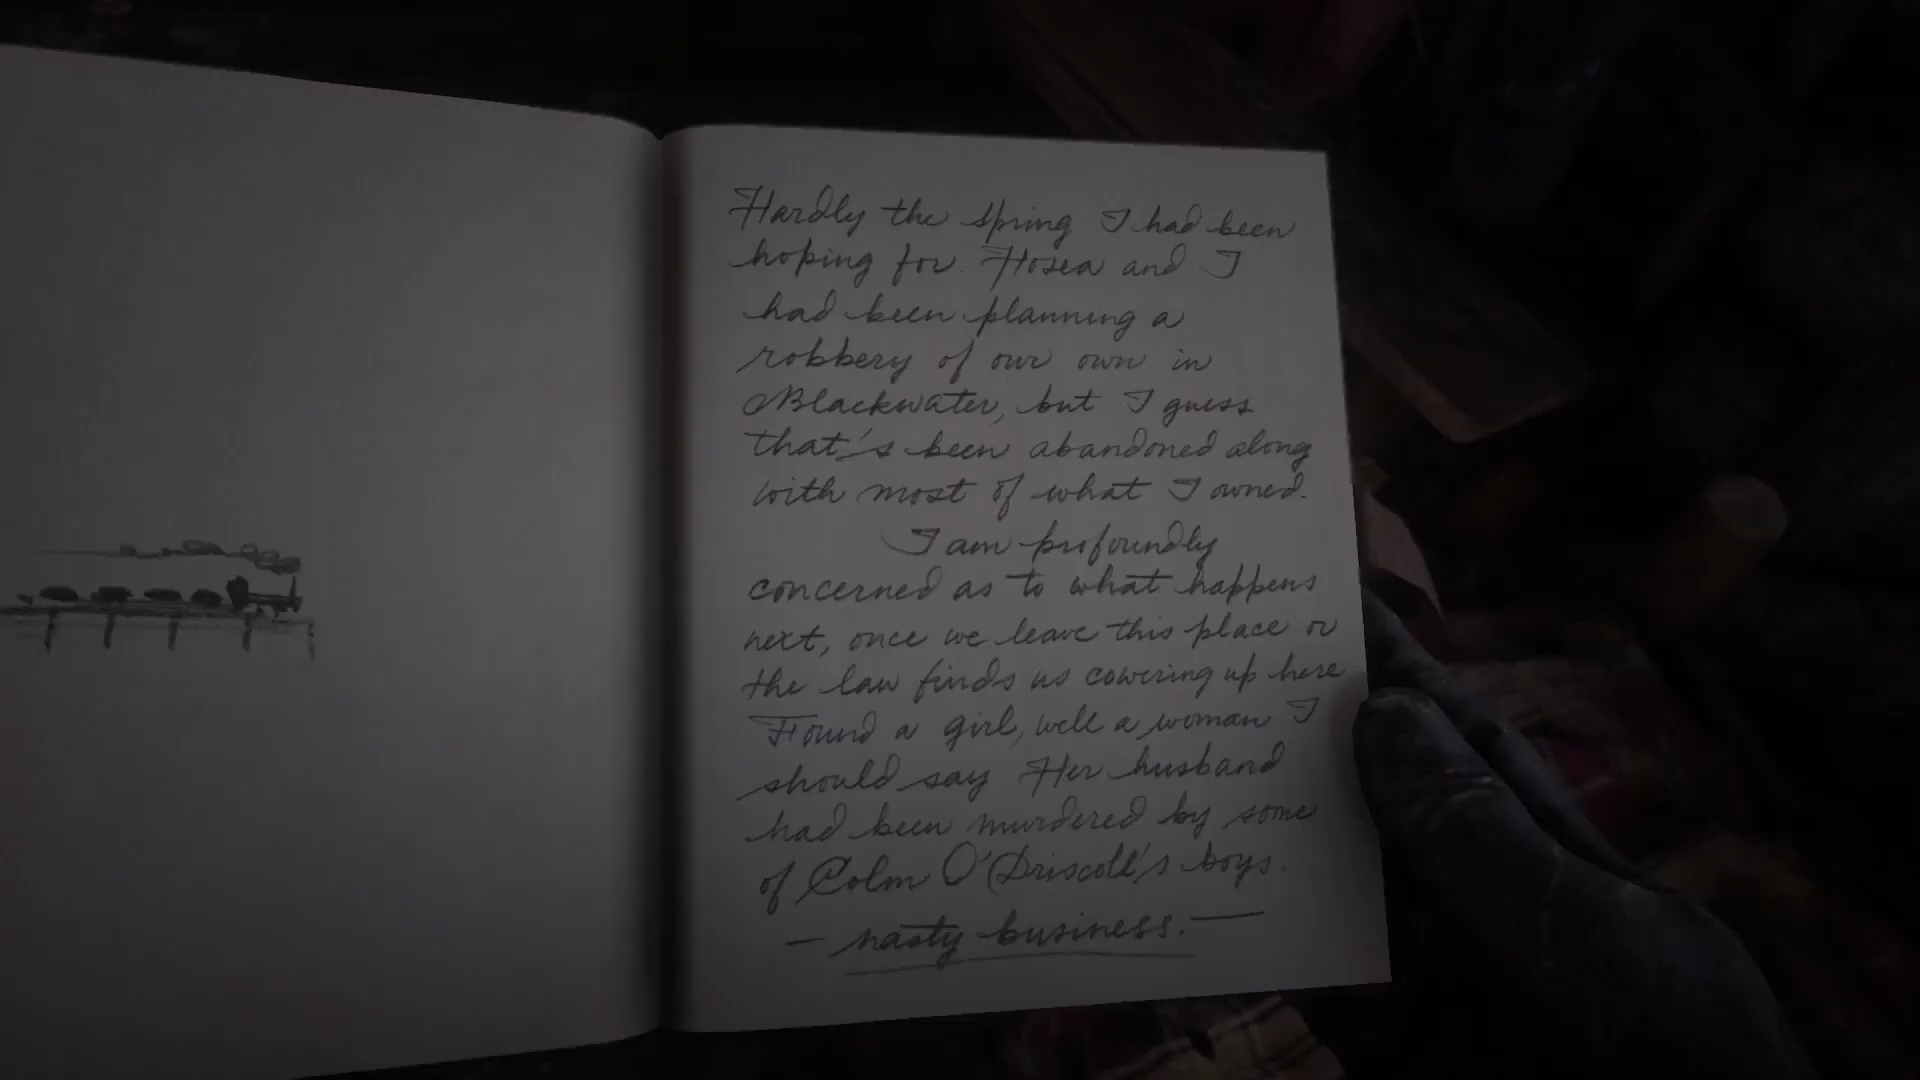 Hardly the spring I had been
hoping for. Hosea and I
had been planning a
robbery of our own in
Blackwater, but I guess
that's been abandoned along
with most of what I owned.
I am profoundly
concerned as to what happens
next, once we leave this place or
the law finds us cowering up here
Found a girl, well a woman I
should say. Her husband
had been murdered by some
of Colm O'Driscoll's boys.
— nasty business. —